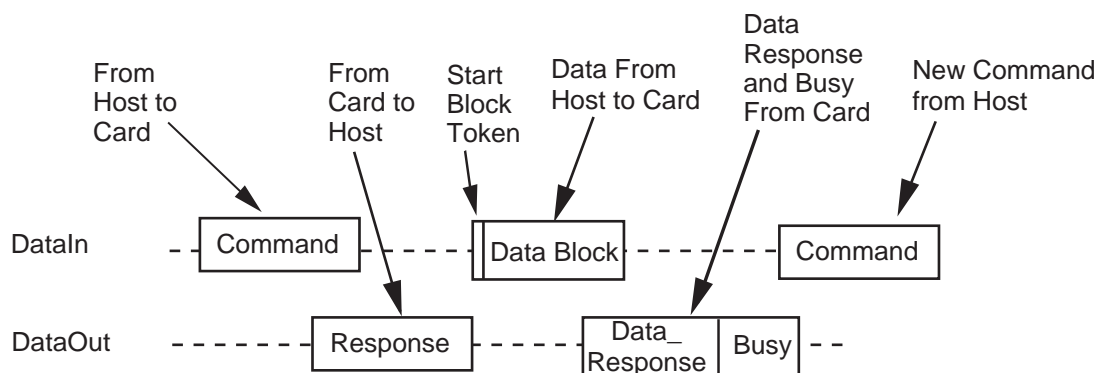 From
Host to
Card
From
Card to
Host
Start
Block
Token
Data From
Host to Card
Data
Response
and Busy
From Card
New Command
from Host
DataIn
Command
Data Block
Command
DataOut
Response
Data_
Response
Busy